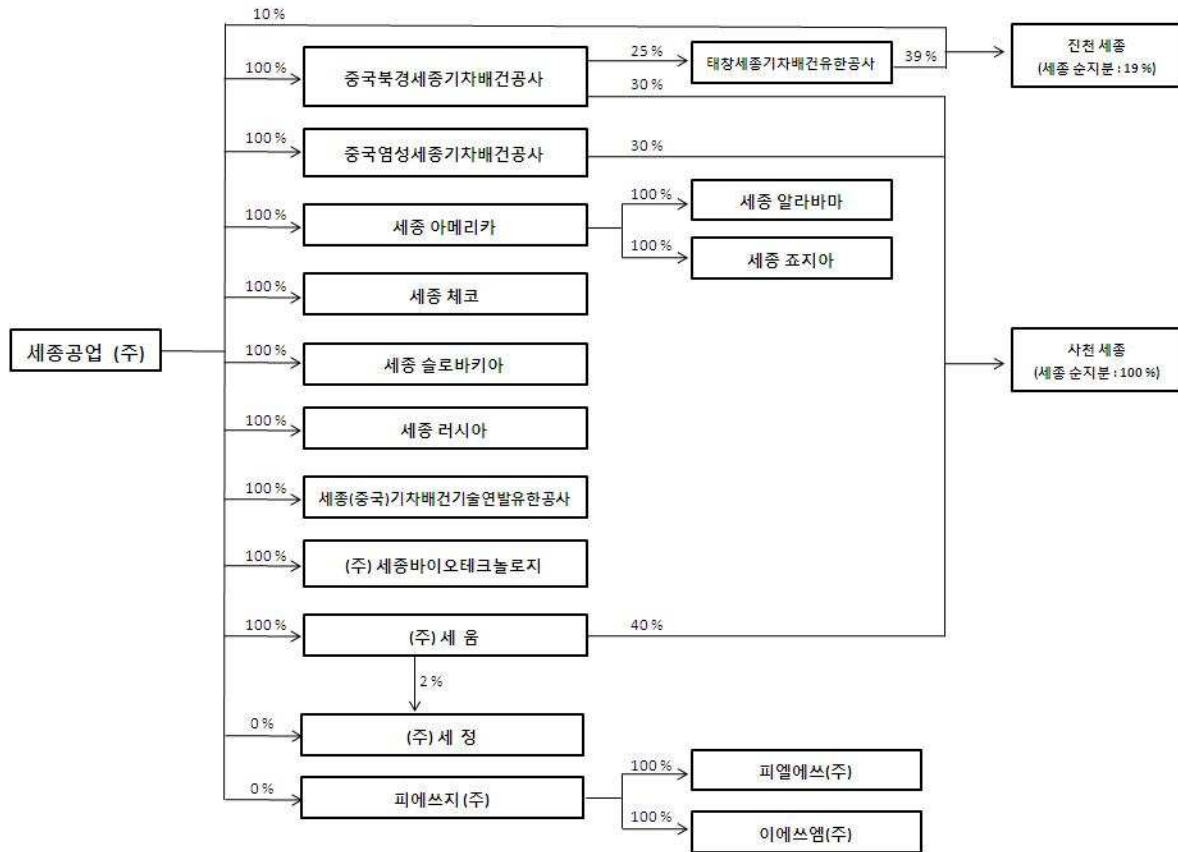 10 %
진천 세종
(세종 순지분 : 19 %)
100 %
중국북경세종기차배건공사
25 %
태창세종기차배건유한공사
39 %
30 %
100 %
중국염성세종기차배건공사
30 %
100 %
세종 아메리카
100 %
세종 알라바마
100 %
세종 죠지아
100 %
세종 체코
세종공업 (주)
100 %
세종 슬로바키아
사천 세종
(세종 순지분 : 100 %)
100 %
세종 러시아
100 %
세종(중국)기차배건기술연발유한공사
100 %
(주) 세종바이오테크놀로지
100 %
(주) 세 움
40 %
2 %
0 %
(주) 세 정
0 %
피에쓰지 (주)
100 %
피엘에쓰(주)
100 %
이에쓰엠(주)